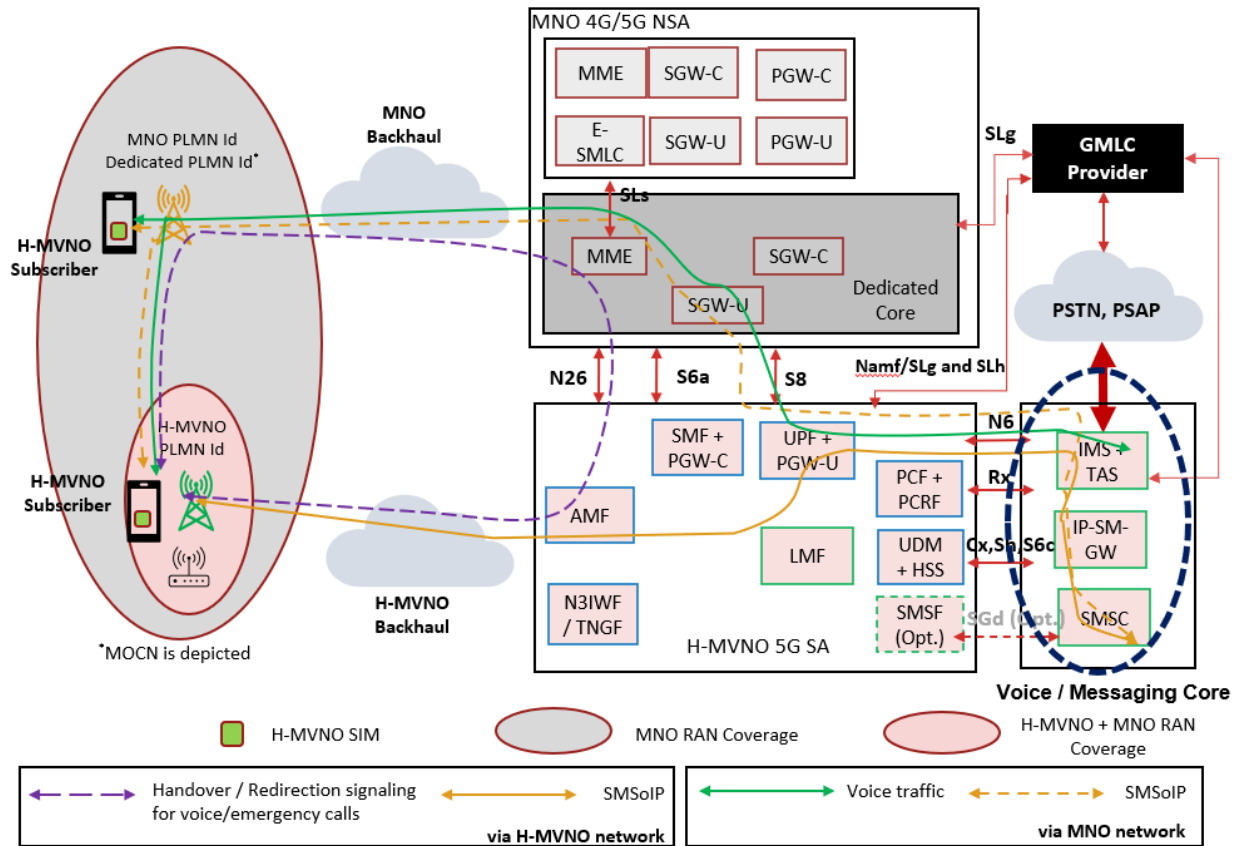 MNO 4G/5G NSA
MME
SGW-C
PGW-C
E-
SMLC
SGW-U
PGW-U
MNO
Backhaul
SLg
GMLC
Provider
MNO PLMN Id
Dedicated PLMN Id*
SLs
H-MVNO
Subscriber
MME
SGW-C
SGW-U
Dedicated
Core
PSTN, PSAP
N26
S6a
S8
Namf/SLg and SLh
H-MVNO
PLMN Id
N6
SMF +
PGW-C
UPF +
PGW-U
IMS +
TAS
H-MVNO
Subscriber
PCF +
PCRF
Rx
AMF
LMF
UDM
+ HSS
Cx,Sh,S6c
IP-SM-
GW
H-MVNO
Backhaul
N3IWF
/ TNGF
SMSF
(Opt.)
SGd (Opt.)
SMSC
*MOCN is depicted
H-MVNO 5G SA
Voice / Messaging Core
H-MVNO SIM
MNO RAN Coverage
H-MVNO + MNO RAN
Coverage
Handover / Redirection signaling
for voice/emergency calls
SMSoIP
via H-MVNO network
Voice traffic
SMSoIP
via MNO network